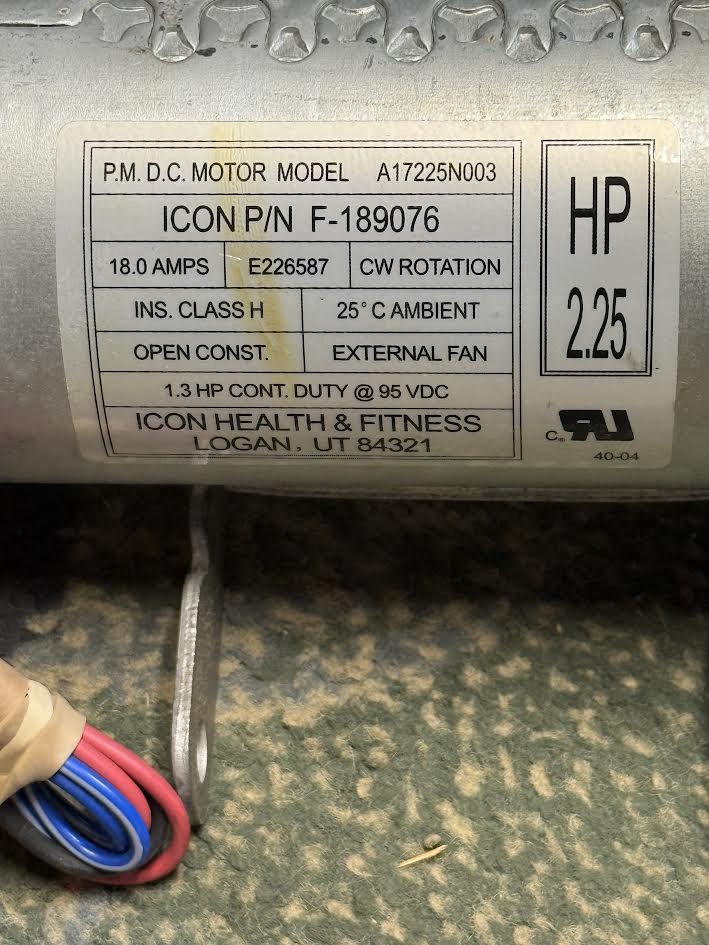 P.M. D.C. MOTOR MODEL A17225N003
ICON P/N F-189076
18.0 AMPS E226587 CW ROTATION
INS. CLASS H 25°C AMBIENT
OPEN CONST. EXTERNAL FAN
1.3 HP CONT. DUTY @ 95 VDC
ICON HEALTH & FITNESS
LOGAN, UT 84321
HP
2.25
C RU
40-04